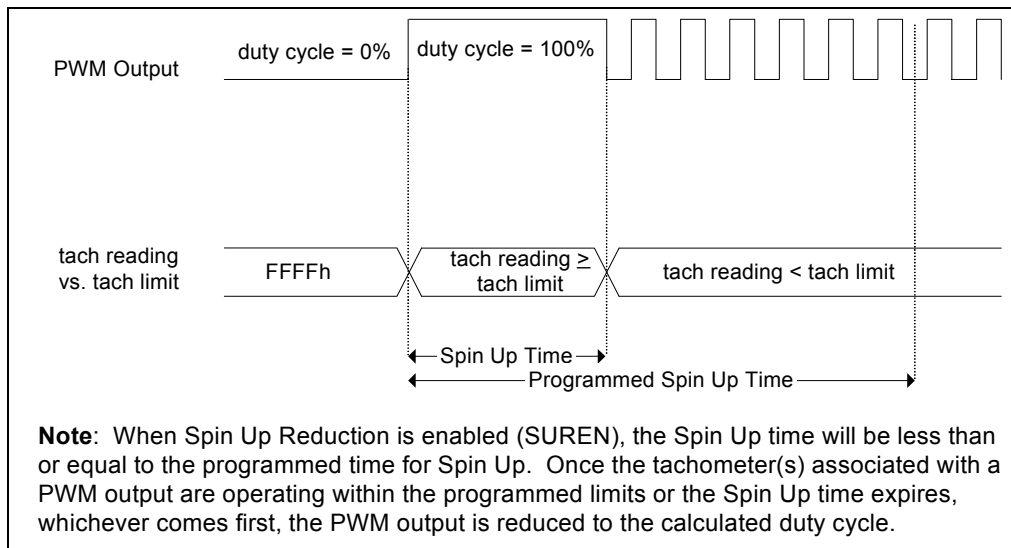 duty cycle = 0%
duty cycle = 100%
PWM Output
tach reading
vs. tach limit
FFFFh
tach reading ≥
tach limit
tach reading < tach limit
Spin Up Time
Programmed Spin Up Time
Note: When Spin Up Reduction is enabled (SUREN), the Spin Up time will be less than
or equal to the programmed time for Spin Up. Once the tachometer(s) associated with a
PWM output are operating within the programmed limits or the Spin Up time expires,
whichever comes first, the PWM output is reduced to the calculated duty cycle.